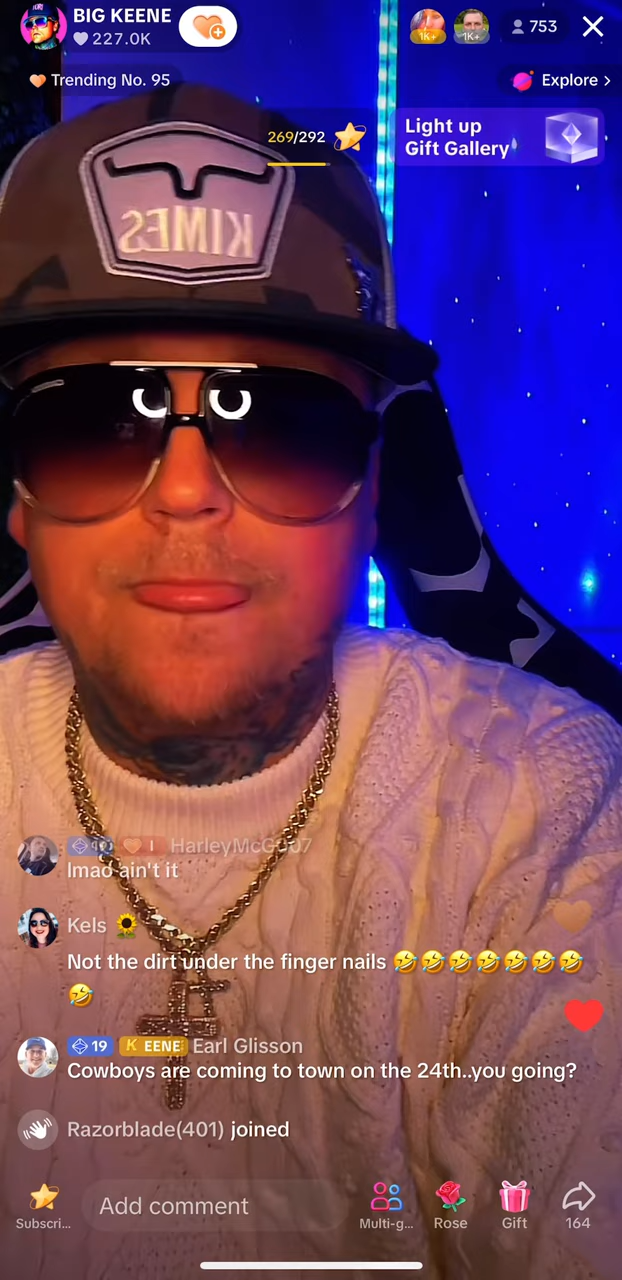 BIG KEENE
227.0K
1K+
1K+
753
Trending No. 95
Explore >
269/292
Light up
Gift Gallery
KIMES
lmao ain't it
Kels 🌻
Not the dirt under the finger nails 🤣🤣🤣🤣🤣🤣🤣
🤣
19 K EENE Earl Glisson
Cowboys are coming to town on the 24th..you going?
Razorblade(401) joined
Add comment
Subscri...
Multi-g...
Rose
Gift
164